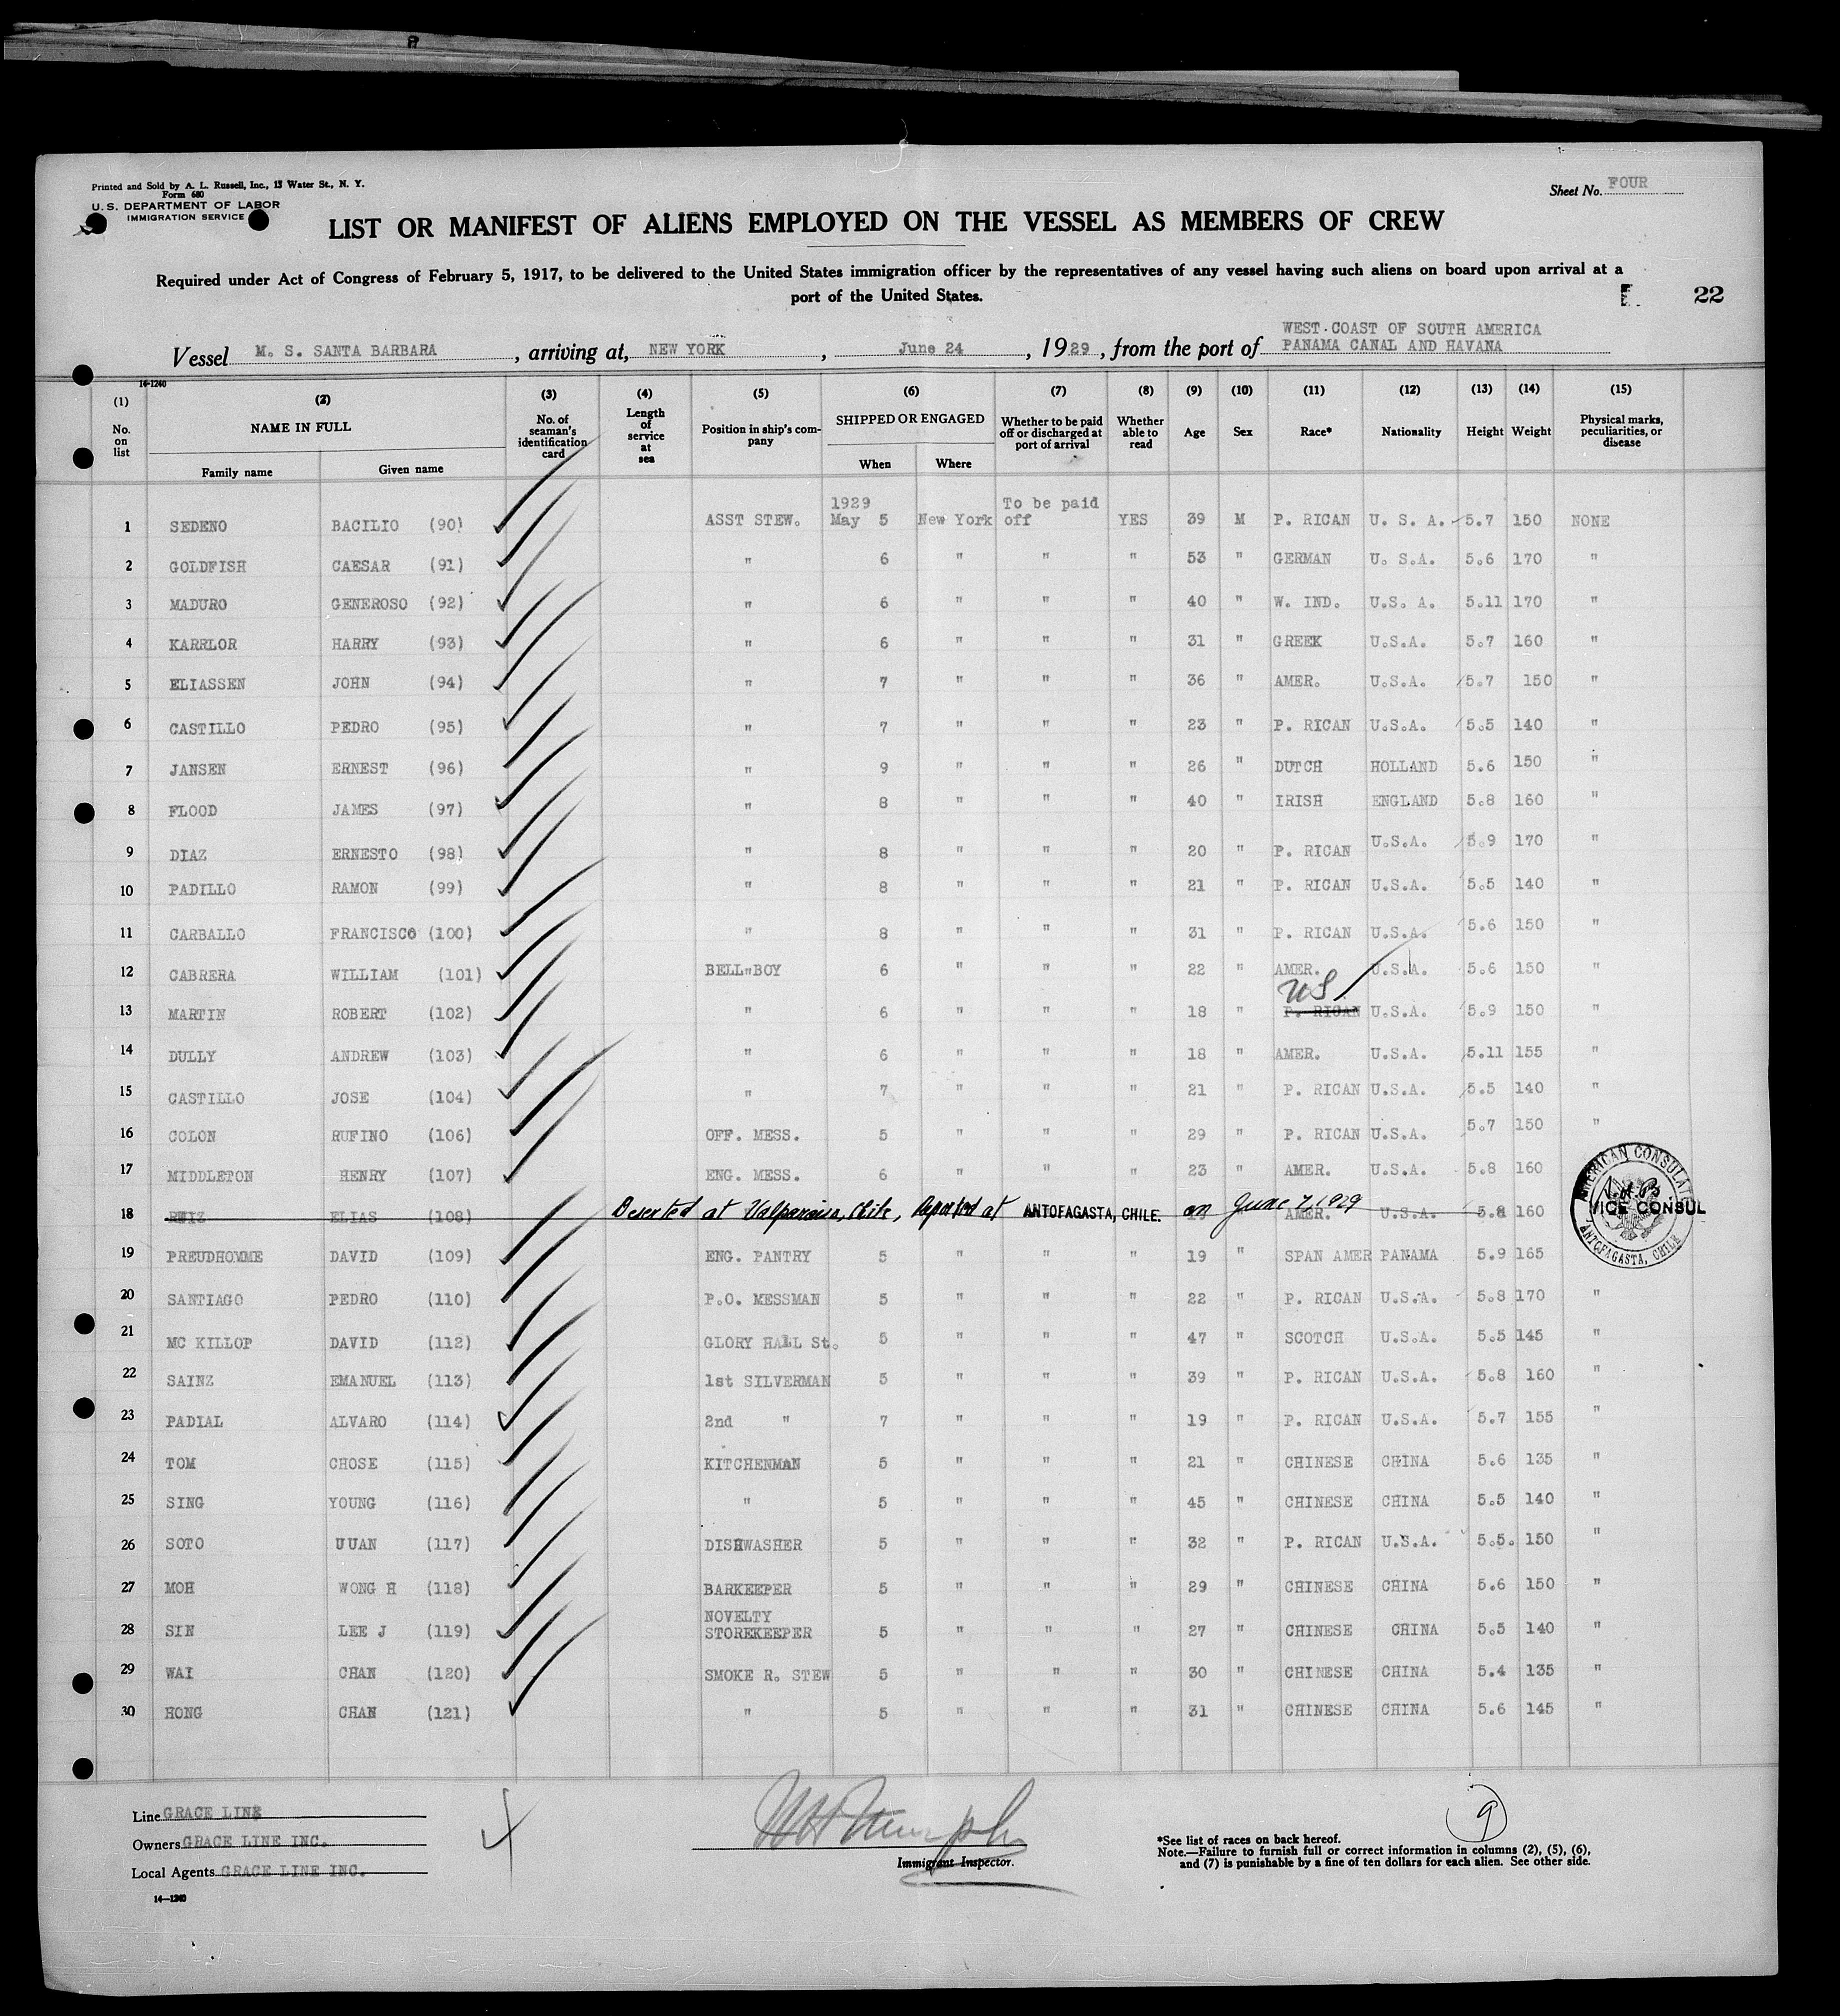 Printed and Sold by A. L. Russell, Inc., 13 Water St., N. Y.
Form 680
U. S. DEPARTMENT OF LABOR
IMMIGRATION SERVICE
Sheet No. FOUR
LIST OR MANIFEST OF ALIENS EMPLOYED ON THE VESSEL AS MEMBERS OF CREW
Required under Act of Congress of February 5, 1917, to be delivered to the United States immigration officer by the representatives of any vessel having such aliens on board upon arrival at a
port of the United States.
22
WEST COAST OF SOUTH AMERICA
Vessel M. S. SANTA BARBARA, arriving at, NEW YORK, June 24, 1929, from the port of PANAMA CANAL AND HAVANA
14-1240
(1) (2) (3) (4) (5) (6) (7) (8) (9) (10) (11) (12) (13) (14) (15)
No. on list NAME IN FULL No. of seaman's identification card Length of service at sea Position in ship's company SHIPPED OR ENGAGED Whether to be paid off or discharged at port of arrival Whether able to read Age Sex Race* Nationality Height Weight Physical marks, peculiarities, or disease
Family name Given name When Where
1 SEDENO BACILIO (90) ASST STEW. 1929 May 5 New York To be paid off YES 39 M P. RICAN U. S. A. 5.7 150 NONE
2 GOLDFISH CAESAR (91) " 6 " " " 53 " GERMAN U. S.A. 5.6 170 "
3 MADURO GENEROSO (92) " 6 " " " 40 " W. IND. U.S. A. 5.11 170 "
4 KARRLOR HARRY (93) " 6 " " " 31 " GREEK U.S.A. 5.7 160 "
5 ELIASSEN JOHN (94) " 7 " " " 36 " AMER. U.S.A. 5.7 150 "
6 CASTILLO PEDRO (95) " 7 " " " 23 " P. RICAN U.S.A. 5.5 140 "
7 JANSEN ERNEST (96) " 9 " " " 26 " DUTCH HOLLAND 5.6 150 "
8 FLOOD JAMES (97) " 8 " " " 40 " IRISH ENGLAND 5.8 160 "
9 DIAZ ERNESTO (98) " 8 " " " 20 " P. RICAN U.S.A. 5.9 170 "
10 PADILLO RAMON (99) " 8 " " " 21 " P. RICAN U.S.A. 5.5 140 "
11 CARBALLO FRANCISCO (100) " 8 " " " 31 " P. RICAN U.S.A. 5.6 150 "
12 CABRERA WILLIAM (101) BELL"BOY 6 " " " 22 " AMER. U.S.A. 5.6 150 "
US
13 MARTIN ROBERT (102) " 6 " " " 18 " P. RICAN U.S.A. 5.9 150 "
14 DULLY ANDREW (103) " 6 " " " 18 " AMER. U.S.A. 5.11 155 "
15 CASTILLO JOSE (104) " 7 " " " 21 " P. RICAN U.S.A. 5.5 140 "
16 COLON RUFINO (106) OFF. MESS. 5 " " " 29 " P. RICAN U.S.A. 5.7 150 "
17 MIDDLETON HENRY (107) ENG. MESS. 6 " " " 23 " AMER. U.S.A. 5.8 160
18 RUIZ ELIAS (108) Deserted at Valparaiso, Chile, Reported at ANTOFAGASTA, CHILE. on June 7, 1929 AMER. U.S.A. 5.8 160
AMERICAN CONSULATE
VICE CONSUL
ANTOFAGASTA, CHILE
19 PREUDHOMME DAVID (109) ENG. PANTRY 5 " " " 19 " SPAN AMER PANAMA 5.9 165
20 SANTIAGO PEDRO (110) P.O. MESSMAN 5 " " " 22 " P. RICAN U.S.A. 5.8 170 "
21 MC KILLOP DAVID (112) GLORY HALL St. 5 " " " 47 " SCOTCH U.S.A. 5.5 145 "
22 SAINZ EMANUEL (113) 1st SILVERMAN 5 " " " 39 " P. RICAN U.S.A. 5.8 160 "
23 PADIAL ALVARO (114) 2nd " 7 " " " 19 " P. RICAN U.S.A. 5.7 155 "
24 TOM CHOSE (115) KITCHENMAN 5 " " " 21 " CHINESE CHINA 5.6 135 "
25 SING YOUNG (116) " 5 " " " 45 " CHINESE CHINA 5.5 140 "
26 SOTO UUAN (117) DISHWASHER 5 " " " 32 " P. RICAN U.S.A. 5.5. 150 "
27 MOH WONG H (118) BARKEEPER 5 " " " 29 " CHINESE CHINA 5.6 150 "
28 SIN LEE J (119) NOVELTY STOREKEEPER 5 " " " 27 " CHINESE CHINA 5.5 140 "
29 WAI CHAN (120) SMOKE R. STEW 5 " " " 30 " CHINESE CHINA 5.4 135 "
30 HONG CHAN (121) " 5 " " " 31 " CHINESE CHINA 5.6 145 "
Line GRACE LINE
Owners GRACE LINE INC.
Local Agents GRACE LINE INC.
14—1240
Immigrant Inspector.
9
*See list of races on back hereof.
Note.—Failure to furnish full or correct information in columns (2), (5), (6),
and (7) is punishable by a fine of ten dollars for each alien. See other side.